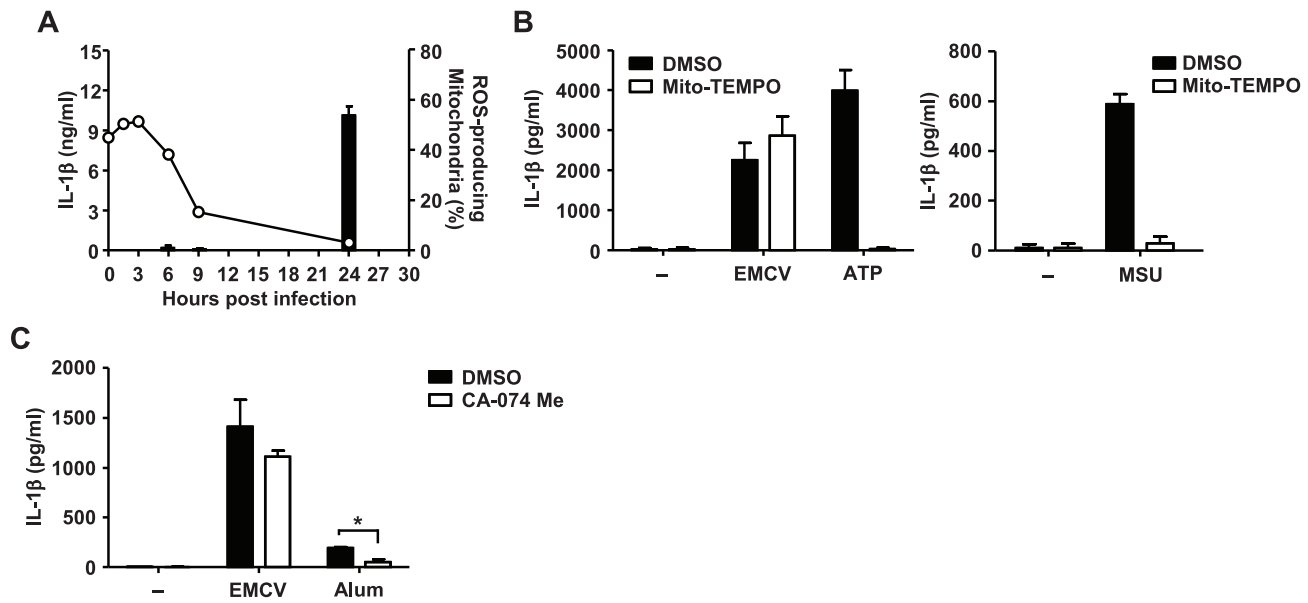 A
15
12
9
6
3
0
IL-1β (ng/ml)
80
60
40
20
0
ROS-producing
Mitochondria (%)
0 3 6 9 12 15 18 21 24 27 30
Hours post infection
B
5000
4000
3000
2000
1000
0
IL-1β (pg/ml)
DMSO
Mito-TEMPO
– EMCV ATP
800
600
400
200
0
IL-1β (pg/ml)
DMSO
Mito-TEMPO
– MSU
C
2000
1500
1000
500
0
IL-1β (pg/ml)
DMSO
CA-074 Me
*
– EMCV Alum